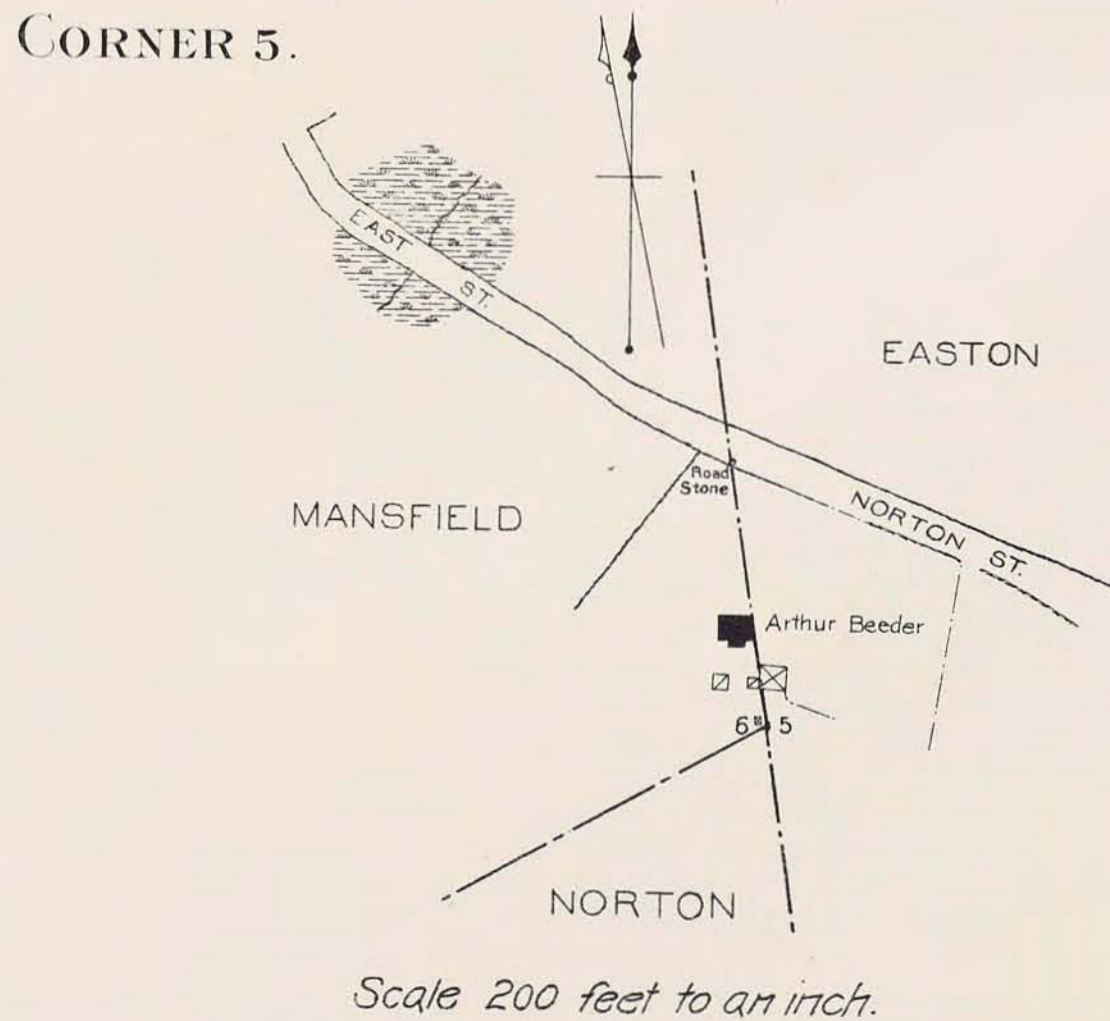 CORNER 5.
EAST ST.
EASTON
Road
Stone
MANSFIELD
NORTON ST.
Arthur Beeder
6 5
NORTON
Scale 200 feet to an inch.